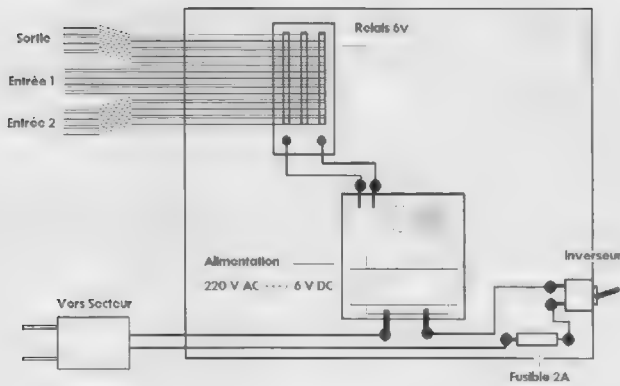 Sortie
Relais 6v
Entrée 1
Entrée 2
Alimentation
220 V AC ···· 6 V DC
Inverseur
Vers Secteur
Fusible 2A